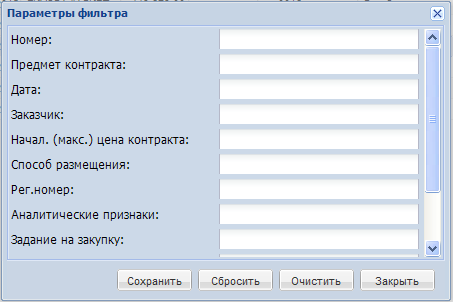 Параметры фильтра
Номер:
Предмет контракта:
Дата:
Заказчик:
Начал. (макс.) цена контракта:
Способ размещения:
Рег.номер:
Аналитические признаки:
Задание на закупку:
Сохранить Сбросить Очистить Закрыть